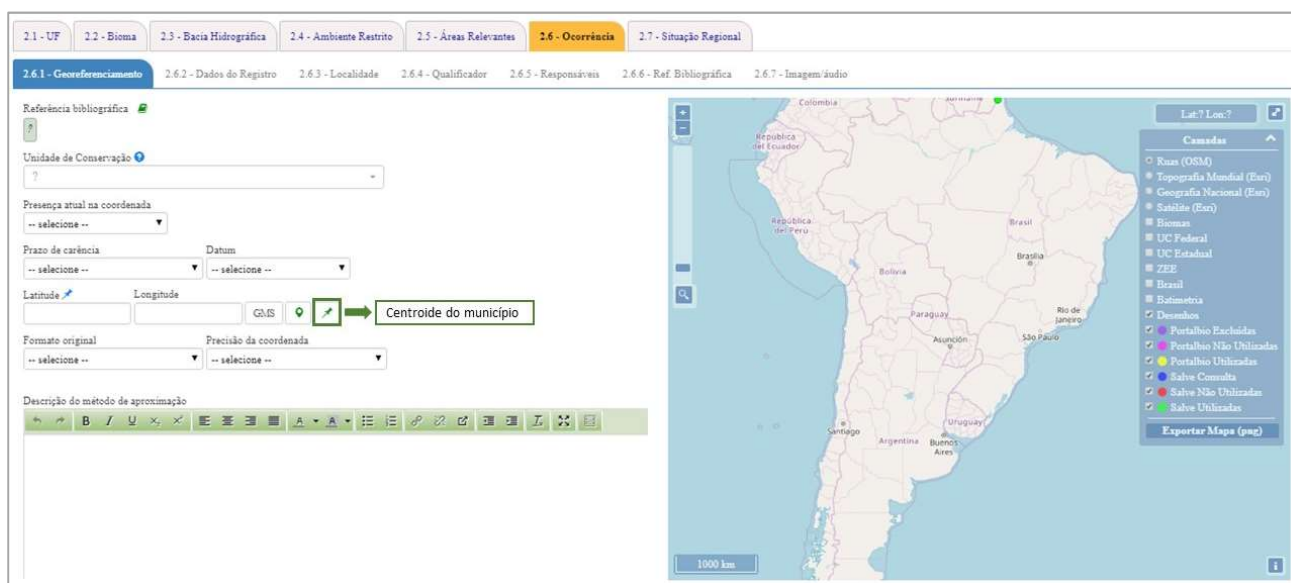 2.1 - UF 2.2 - Bioma 2.3 - Bacia Hidrográfica 2.4 - Ambiente Restrito 2.5 - Áreas Relevantes 2.6 - Ocorrência 2.7 - Situação Regional
2.6.1 - Georeferenciamento 2.6.2 - Dados do Registro 2.6.3 - Localidade 2.6.4 - Qualificador 2.6.5 - Responsáveis 2.6.6 - Ref. Bibliográfica 2.6.7 - Imagem/áudio
Referência bibliográfica
?
Unidade de Conservação ?
?
Presença atual na coordenada
-- selecione --
Prazo de carência Datum
-- selecione -- -- selecione --
Latitude Longitude
GMS
Centroide do município
Formato original Precisão da coordenada
-- selecione -- -- selecione --
Descrição do método de aproximação
B I U
+
-
Colombia
Suriname
República
del Ecuador
República
del Perú
Brasil
Brasília
Bolivia
Paraguay
Rio de
Janeiro
São Paulo
Asunción
Uruguay
Santiago
Argentina
Buenos
Aires
1000 km
i
Lat:? Lon:?
Camadas
Ruas (OSM)
Topografia Mundial (Esri)
Geografia Nacional (Esri)
Satélite (Esri)
Biomas
UC Federal
UC Estadual
ZEE
Brasil
Batimetria
Desenhos
Portalbio Excluídas
Portalbio Não Utilizadas
Portalbio Utilizadas
Salve Consulta
Salve Não Utilizadas
Salve Utilizadas
Exportar Mapa (png)